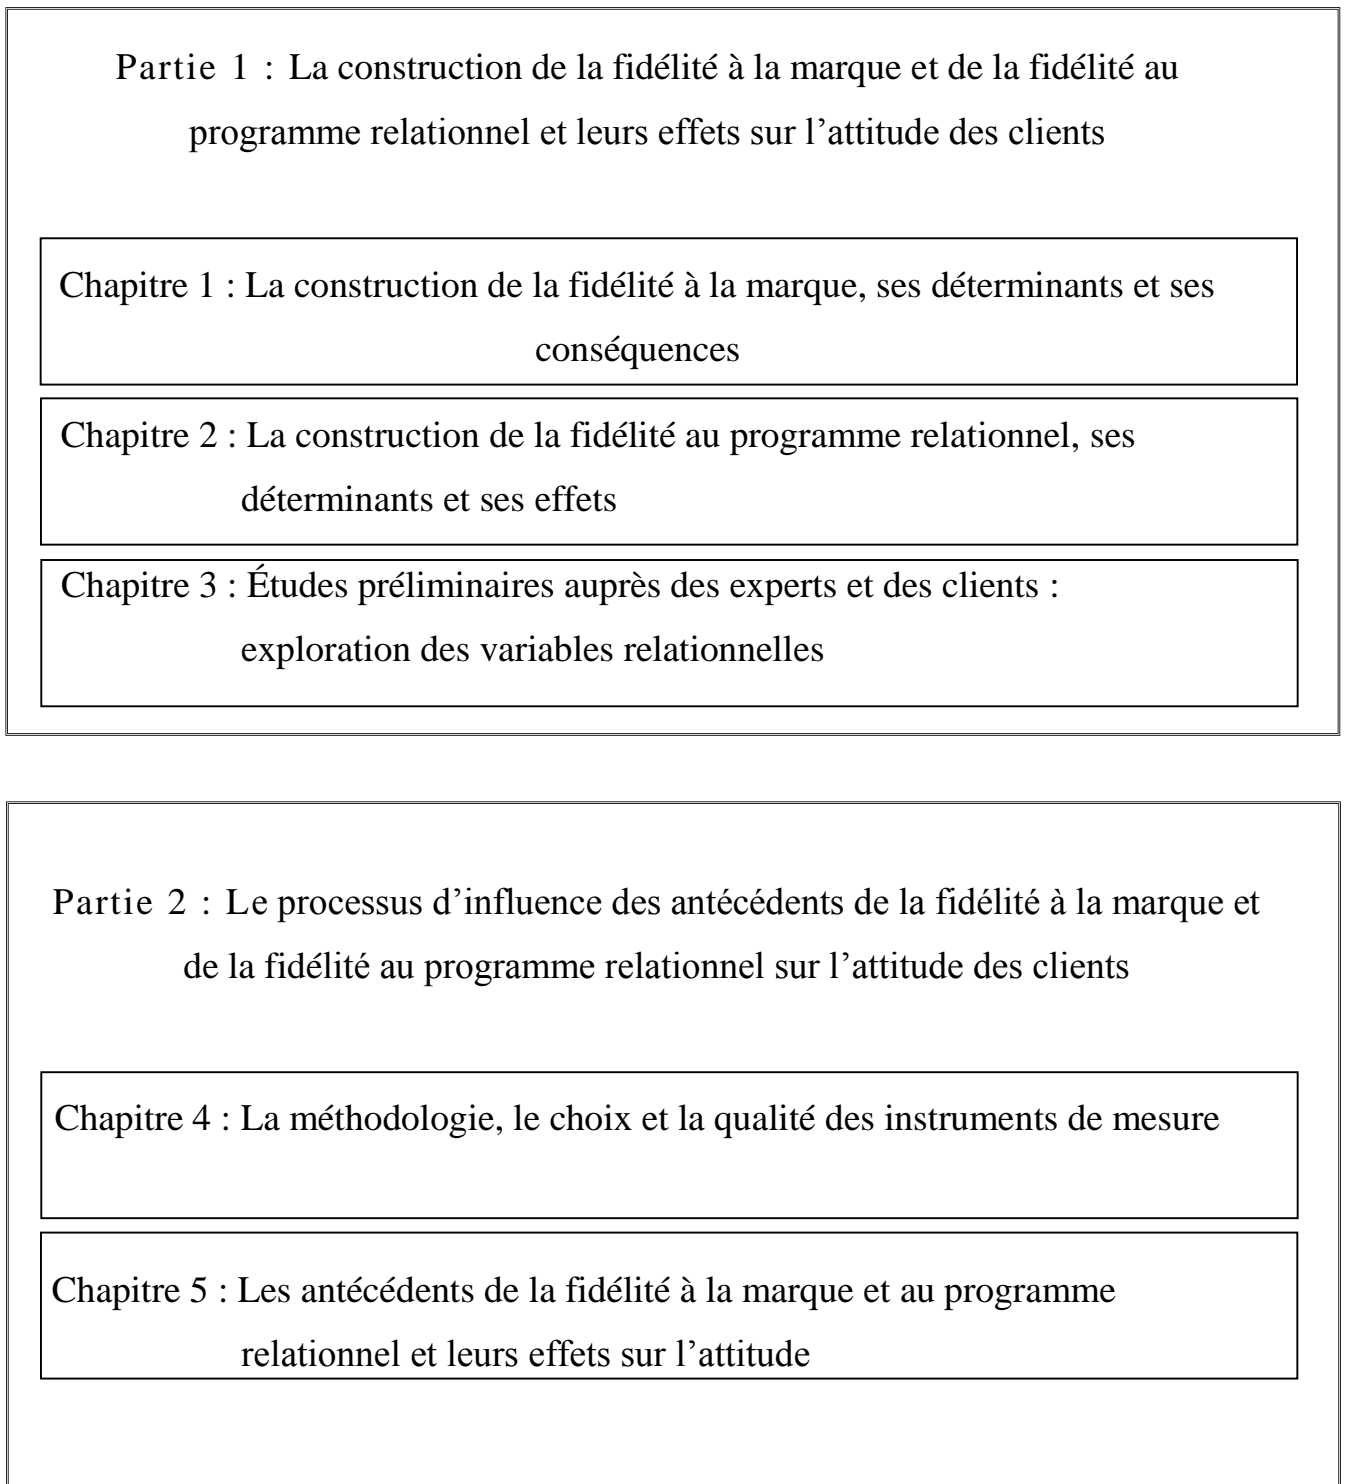 Partie 1 : La construction de la fidélité à la marque et de la fidélité au
programme relationnel et leurs effets sur l’attitude des clients
Chapitre 1 : La construction de la fidélité à la marque, ses déterminants et ses
conséquences
Chapitre 2 : La construction de la fidélité au programme relationnel, ses
déterminants et ses effets
Chapitre 3 : Études préliminaires auprès des experts et des clients :
exploration des variables relationnelles
Partie 2 : Le processus d’influence des antécédents de la fidélité à la marque et
de la fidélité au programme relationnel sur l’attitude des clients
Chapitre 4 : La méthodologie, le choix et la qualité des instruments de mesure
Chapitre 5 : Les antécédents de la fidélité à la marque et au programme
relationnel et leurs effets sur l’attitude